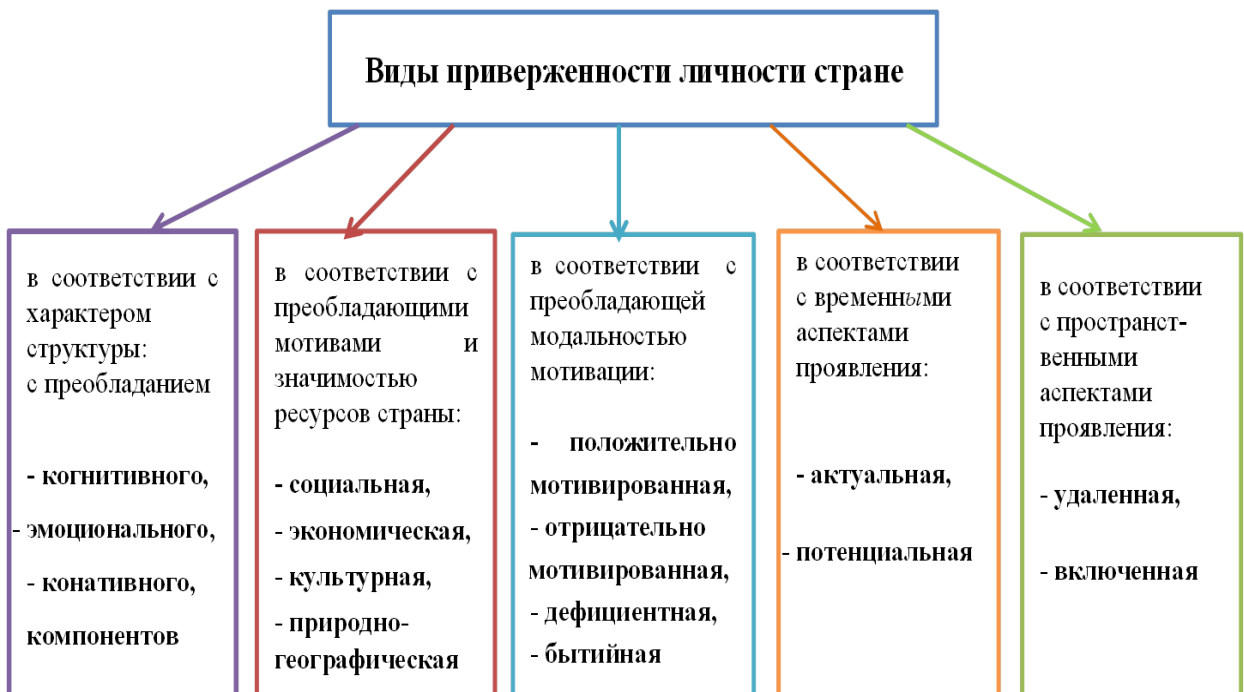 Виды приверженности личности стране
в соответствии с
характером
структуры:
с преобладанием
- когнитивного,
- эмоционального,
- конативного,
компонентов
в соответствии с
преобладающими
мотивами и
значимостью
ресурсов страны:
- социальная,
- экономическая,
- культурная,
- природно-
географическая
в соответствии с
преобладающей
модальностью
мотивации:
- положительно
мотивированная,
- отрицательно
мотивированная,
- дефициентная,
- бытийная
в соответствии
с временными
аспектами
проявления:
- актуальная,
- потенциальная
в соответствии
с пространст-
венными
аспектами
проявления:
- удаленная,
- включенная